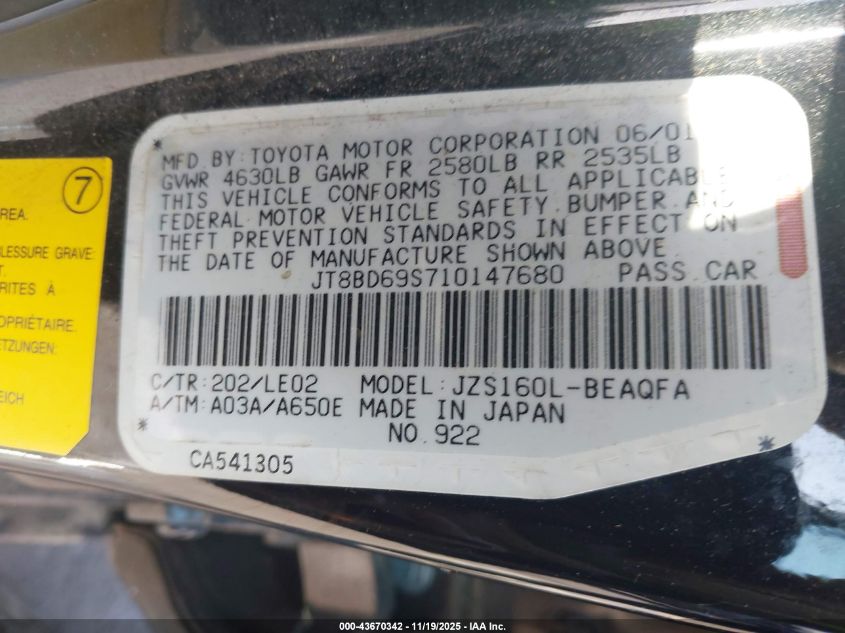 MFD. BY: TOYOTA MOTOR CORPORATION 06/01
GVWR 4630LB GAWR FR 2580LB RR 2535LB
THIS VEHICLE CONFORMS TO ALL APPLICABLE
FEDERAL MOTOR VEHICLE SAFETY, BUMPER AND
THEFT PREVENTION STANDARDS IN EFFECT ON
THE DATE OF MANUFACTURE SHOWN ABOVE.
JT8BD69S710147680 PASS.CAR
C/TR: 202/LE02 MODEL: JZS160L-BEAQFA
A/TM: A03A/A650E MADE IN JAPAN
NO.922
CA541305
7
REA.
BLESSURE GRAVE:
T.
RITES À
PROPRIÉTAIRE.
ETZUNGEN:
EICH
000-43670342 - 11/19/2025 - IAA Inc.